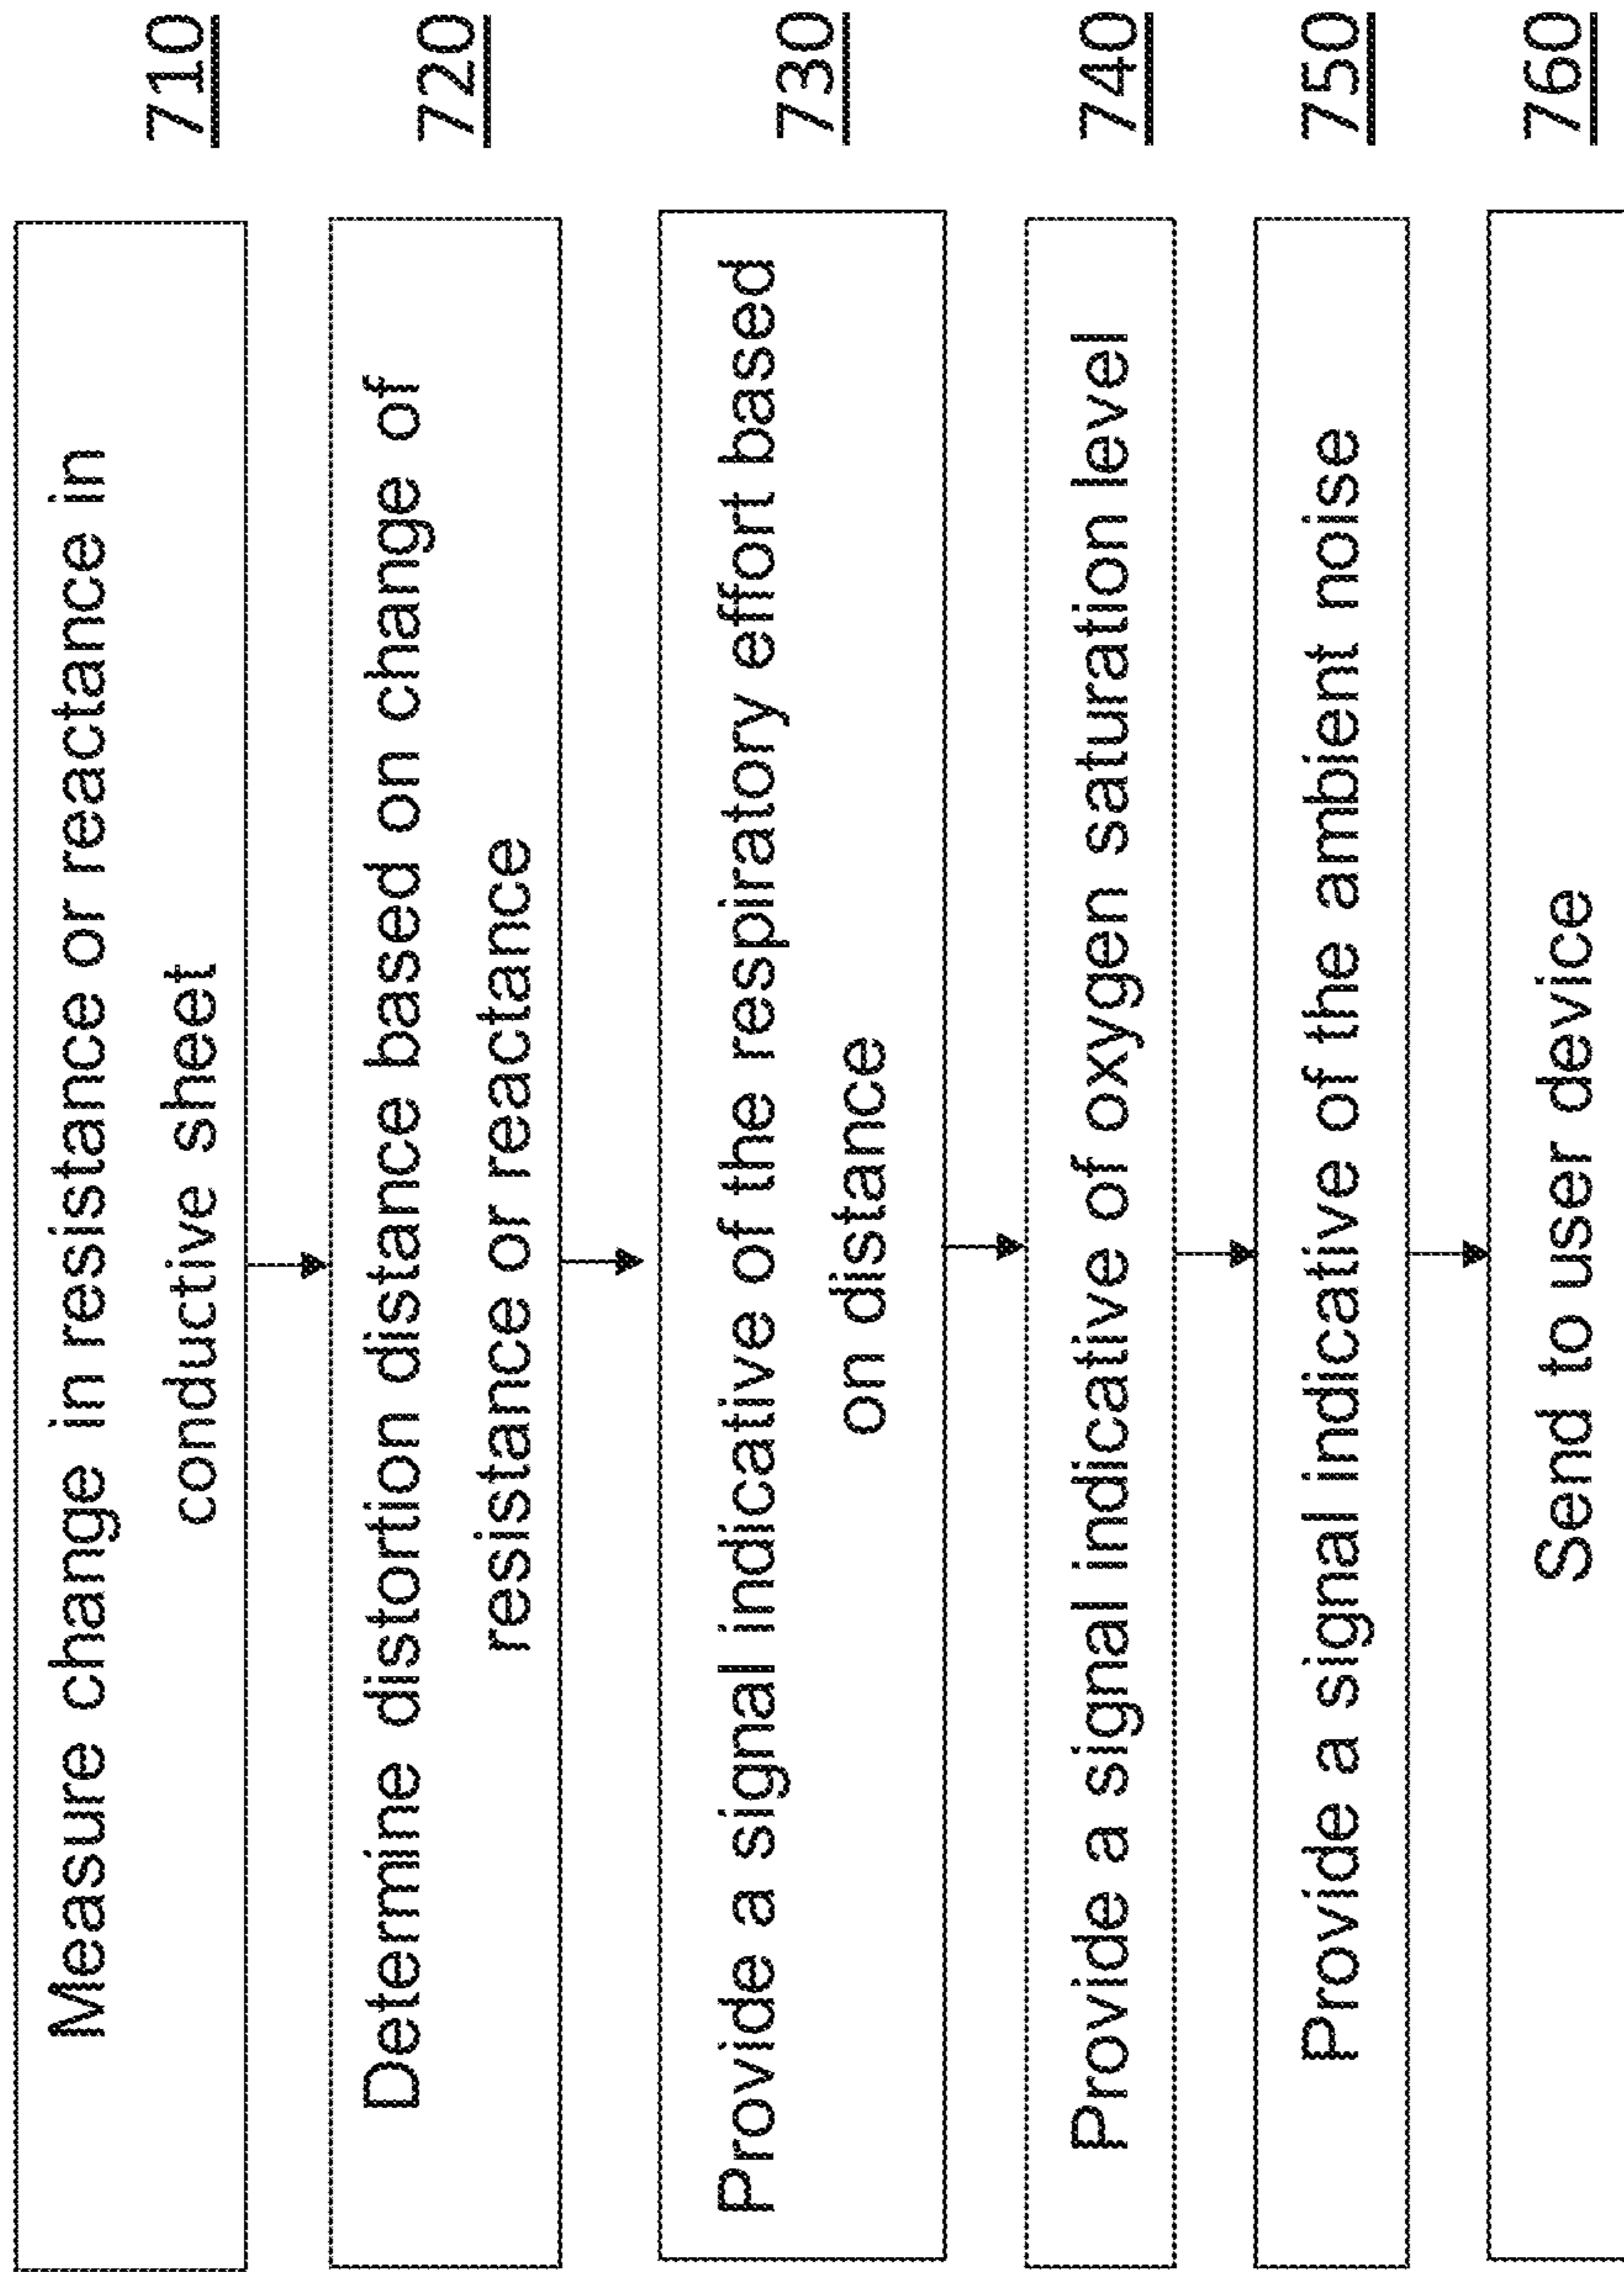 Measure change in resistance or reactance in
conductive sheet
710
Determine distortion distance based on change of
resistance or reactance
720
Provide a signal indicative of the respiratory effort based
on distance
730
Provide a signal indicative of oxygen saturation level
740
Provide a signal indicative of the ambient noise
750
Send to user device
760